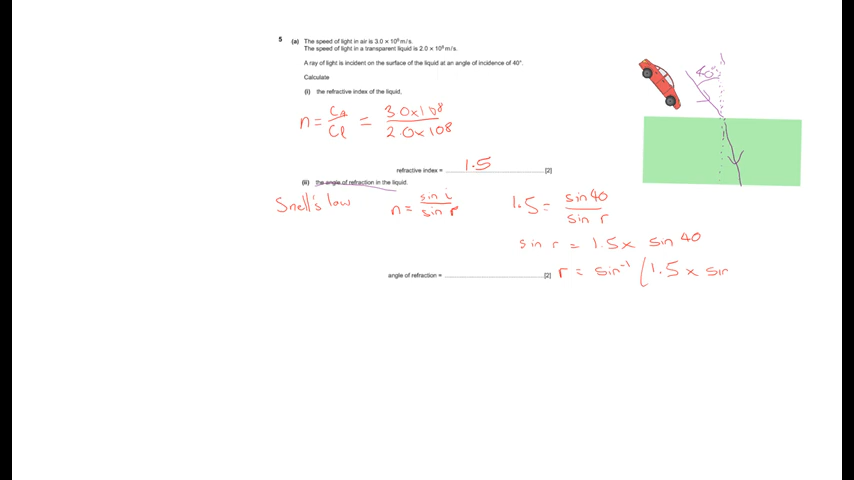 5 (a) The speed of light in air is 3.0 × 10⁸ m/s.
The speed of light in a transparent liquid is 2.0 × 10⁸ m/s.
A ray of light is incident on the surface of the liquid at an angle of incidence of 40°.
Calculate
(i) the refractive index of the liquid,
n = Ca/Cl = 3.0x10⁸/2.0x10⁸
refractive index = 1.5 [2]
(ii) the angle of refraction in the liquid.
Snell's law n = sin i/sin r 1.5 = sin 40/sin r
sin r = 1.5 x sin 40
angle of refraction = [2] r = sin⁻¹ (1.5 x sin
40°